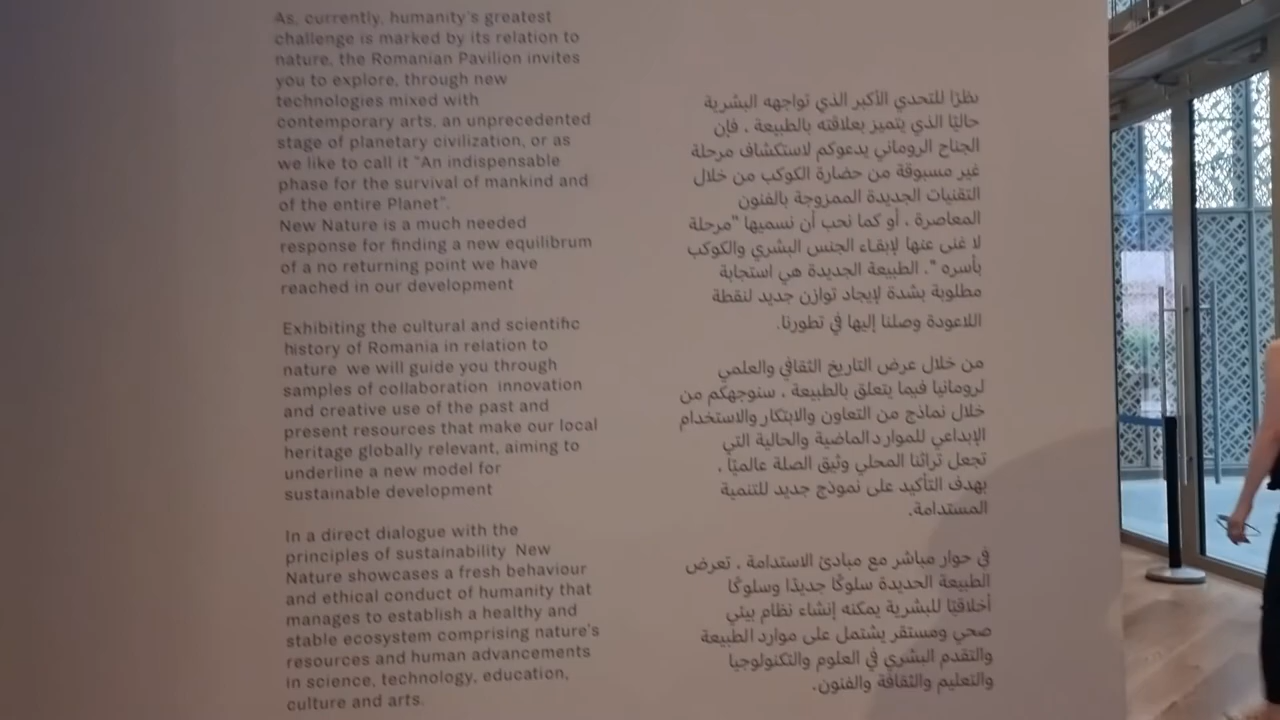 As, currently, humanity's greatest
challenge is marked by its relation to
nature, the Romanian Pavilion invites
you to explore, through new
technologies mixed with
contemporary arts, an unprecedented
stage of planetary civilization, or as
we like to call it "An indispensable
phase for the survival of mankind and
of the entire Planet".
New Nature is a much needed
response for finding a new equilibrum
of a no returning point we have
reached in our development
Exhibiting the cultural and scientific
history of Romania in relation to
nature we will guide you through
samples of collaboration innovation
and creative use of the past and
present resources that make our local
heritage globally relevant, aiming to
underline a new model for
sustainable development
In a direct dialogue with the
principles of sustainability New
Nature showcases a fresh behaviour
and ethical conduct of humanity that
manages to establish a healthy and
stable ecosystem comprising nature's
resources and human advancements
in science, technology, education,
culture and arts.
نظرًا للتحدي الأكبر الذي تواجهه البشرية
حاليًا الذي يتميز بعلاقته بالطبيعة ، فإن
الجناح الروماني يدعوكم لاستكشاف مرحلة
غير مسبوقة من حضارة الكوكب من خلال
التقنيات الجديدة الممزوجة بالفنون
المعاصرة ، أو كما نحب أن نسميها "مرحلة
لا غنى عنها لإبقاء الجنس البشري والكوكب
بأسره ". الطبيعة الجديدة هي استجابة
مطلوبة بشدة لإيجاد توازن جديد لنقطة
اللاعودة وصلنا إليها في تطورنا.
من خلال عرض التاريخ الثقافي والعلمي
لرومانيا فيما يتعلق بالطبيعة ، سنوجهكم من
خلال نماذج من التعاون والابتكار والاستخدام
الإبداعي للموارد الماضية والحالية التي
تجعل تراثنا المحلي وثيق الصلة عالميًا ،
بهدف التأكيد على نموذج جديد للتنمية
المستدامة.
في حوار مباشر مع مبادئ الاستدامة ، تعرض
الطبيعة الجديدة سلوكًا جديدًا وسلوكًا
أخلاقيًا للبشرية يمكنه إنشاء نظام بيئي
صحي ومستقر يشتمل على موارد الطبيعة
والتقدم البشري في العلوم والتكنولوجيا
والتعليم والثقافة والفنون.